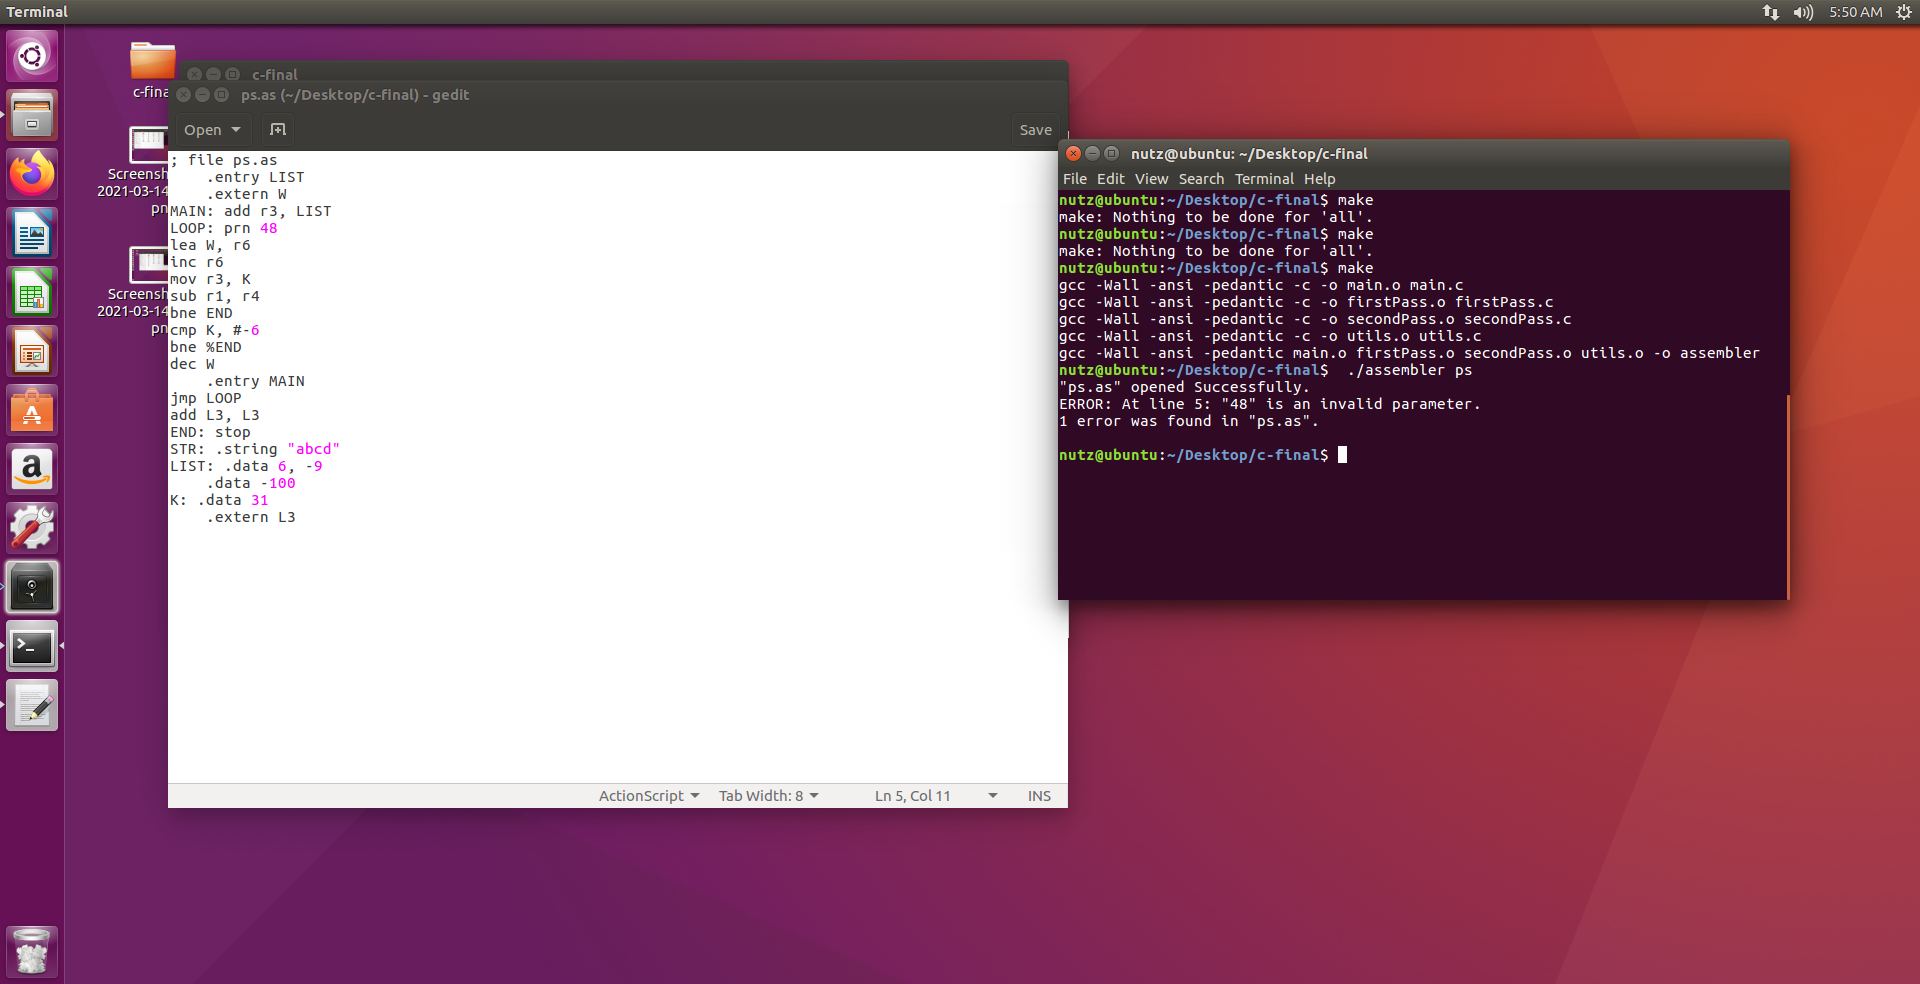 Terminal
5:50 AM
c-fina
Screensh
2021-03-14
pn
Screensh
2021-03-14
pn
c-final
ps.as (~/Desktop/c-final) - gedit
Open
Save
; file ps.as
.entry LIST
.extern W
MAIN: add r3, LIST
LOOP: prn 48
lea W, r6
inc r6
mov r3, K
sub r1, r4
bne END
cmp K, #-6
bne %END
dec W
.entry MAIN
jmp LOOP
add L3, L3
END: stop
STR: .string "abcd"
LIST: .data 6, -9
.data -100
K: .data 31
.extern L3
ActionScript Tab Width: 8 Ln 5, Col 11 INS
nutz@ubuntu: ~/Desktop/c-final
File Edit View Search Terminal Help
nutz@ubuntu:~/Desktop/c-final$ make
make: Nothing to be done for 'all'.
nutz@ubuntu:~/Desktop/c-final$ make
make: Nothing to be done for 'all'.
nutz@ubuntu:~/Desktop/c-final$ make
gcc -Wall -ansi -pedantic -c -o main.o main.c
gcc -Wall -ansi -pedantic -c -o firstPass.o firstPass.c
gcc -Wall -ansi -pedantic -c -o secondPass.o secondPass.c
gcc -Wall -ansi -pedantic -c -o utils.o utils.c
gcc -Wall -ansi -pedantic main.o firstPass.o secondPass.o utils.o -o assembler
nutz@ubuntu:~/Desktop/c-final$  ./assembler ps
"ps.as" opened Successfully.
ERROR: At line 5: "48" is an invalid parameter.
1 error was found in "ps.as".
nutz@ubuntu:~/Desktop/c-final$